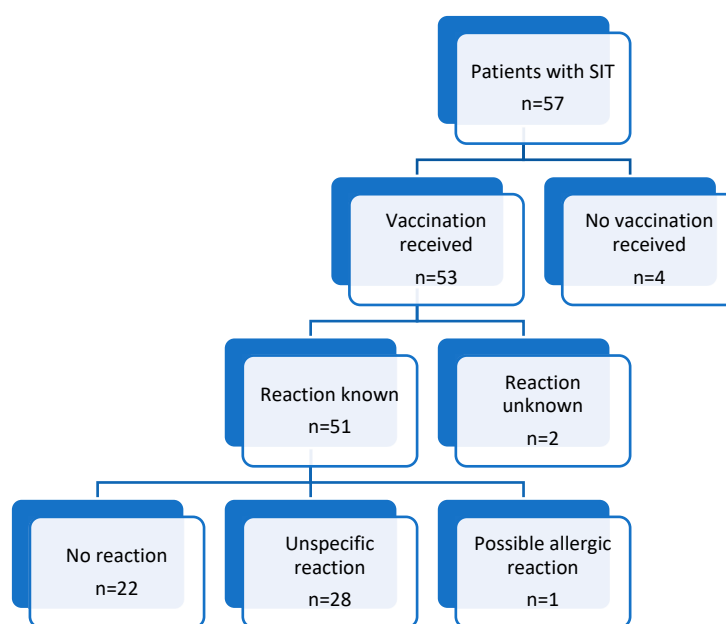 Patients with SIT
n=57
Vaccination
received
n=53
No vaccination
received
n=4
Reaction known
n=51
Reaction
unknown
n=2
No reaction
n=22
Unspecific
reaction
n=28
Possible allergic
reaction
n=1